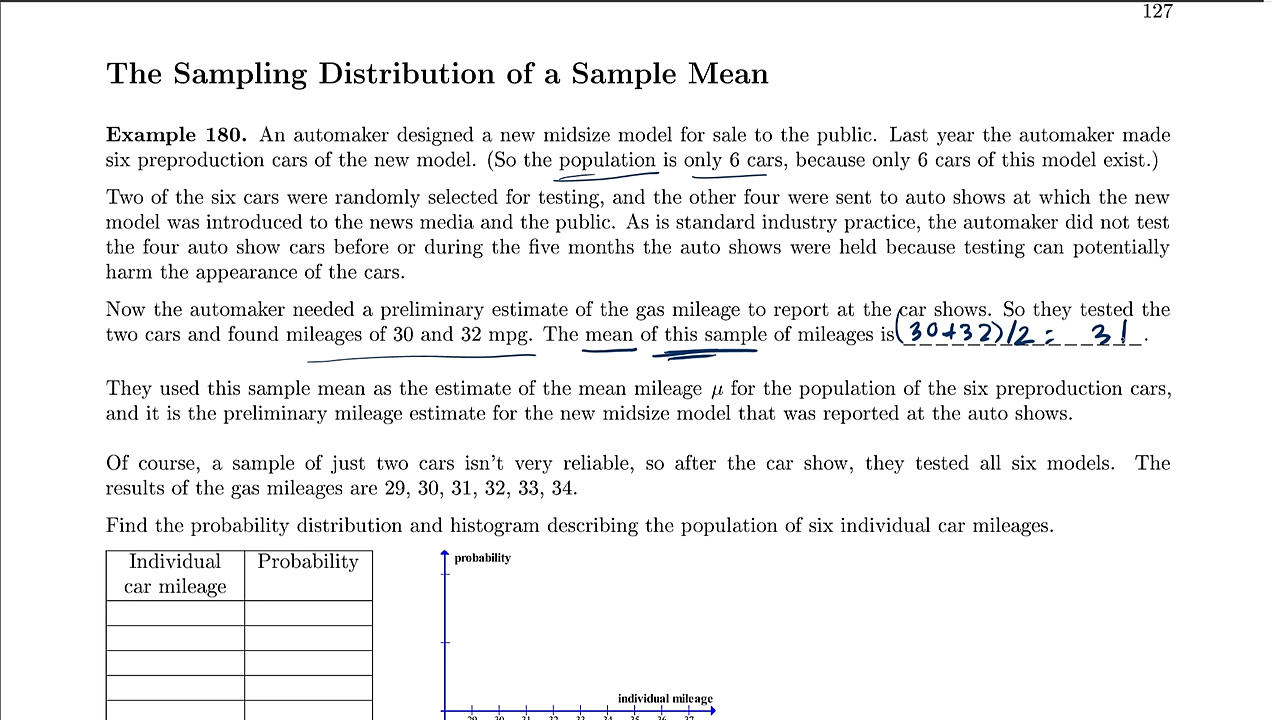 127
The Sampling Distribution of a Sample Mean
Example 180. An automaker designed a new midsize model for sale to the public. Last year the automaker made
six preproduction cars of the new model. (So the population is only 6 cars, because only 6 cars of this model exist.)
Two of the six cars were randomly selected for testing, and the other four were sent to auto shows at which the new
model was introduced to the news media and the public. As is standard industry practice, the automaker did not test
the four auto show cars before or during the five months the auto shows were held because testing can potentially
harm the appearance of the cars.
Now the automaker needed a preliminary estimate of the gas mileage to report at the car shows. So they tested the
two cars and found mileages of 30 and 32 mpg. The mean of this sample of mileages is (30+32)/2 = 31.
They used this sample mean as the estimate of the mean mileage μ for the population of the six preproduction cars,
and it is the preliminary mileage estimate for the new midsize model that was reported at the auto shows.
Of course, a sample of just two cars isn't very reliable, so after the car show, they tested all six models. The
results of the gas mileages are 29, 30, 31, 32, 33, 34.
Find the probability distribution and histogram describing the population of six individual car mileages.
Individual Probability
car mileage
probability
individual mileage
29 30 31 32 33 34 35 36 37